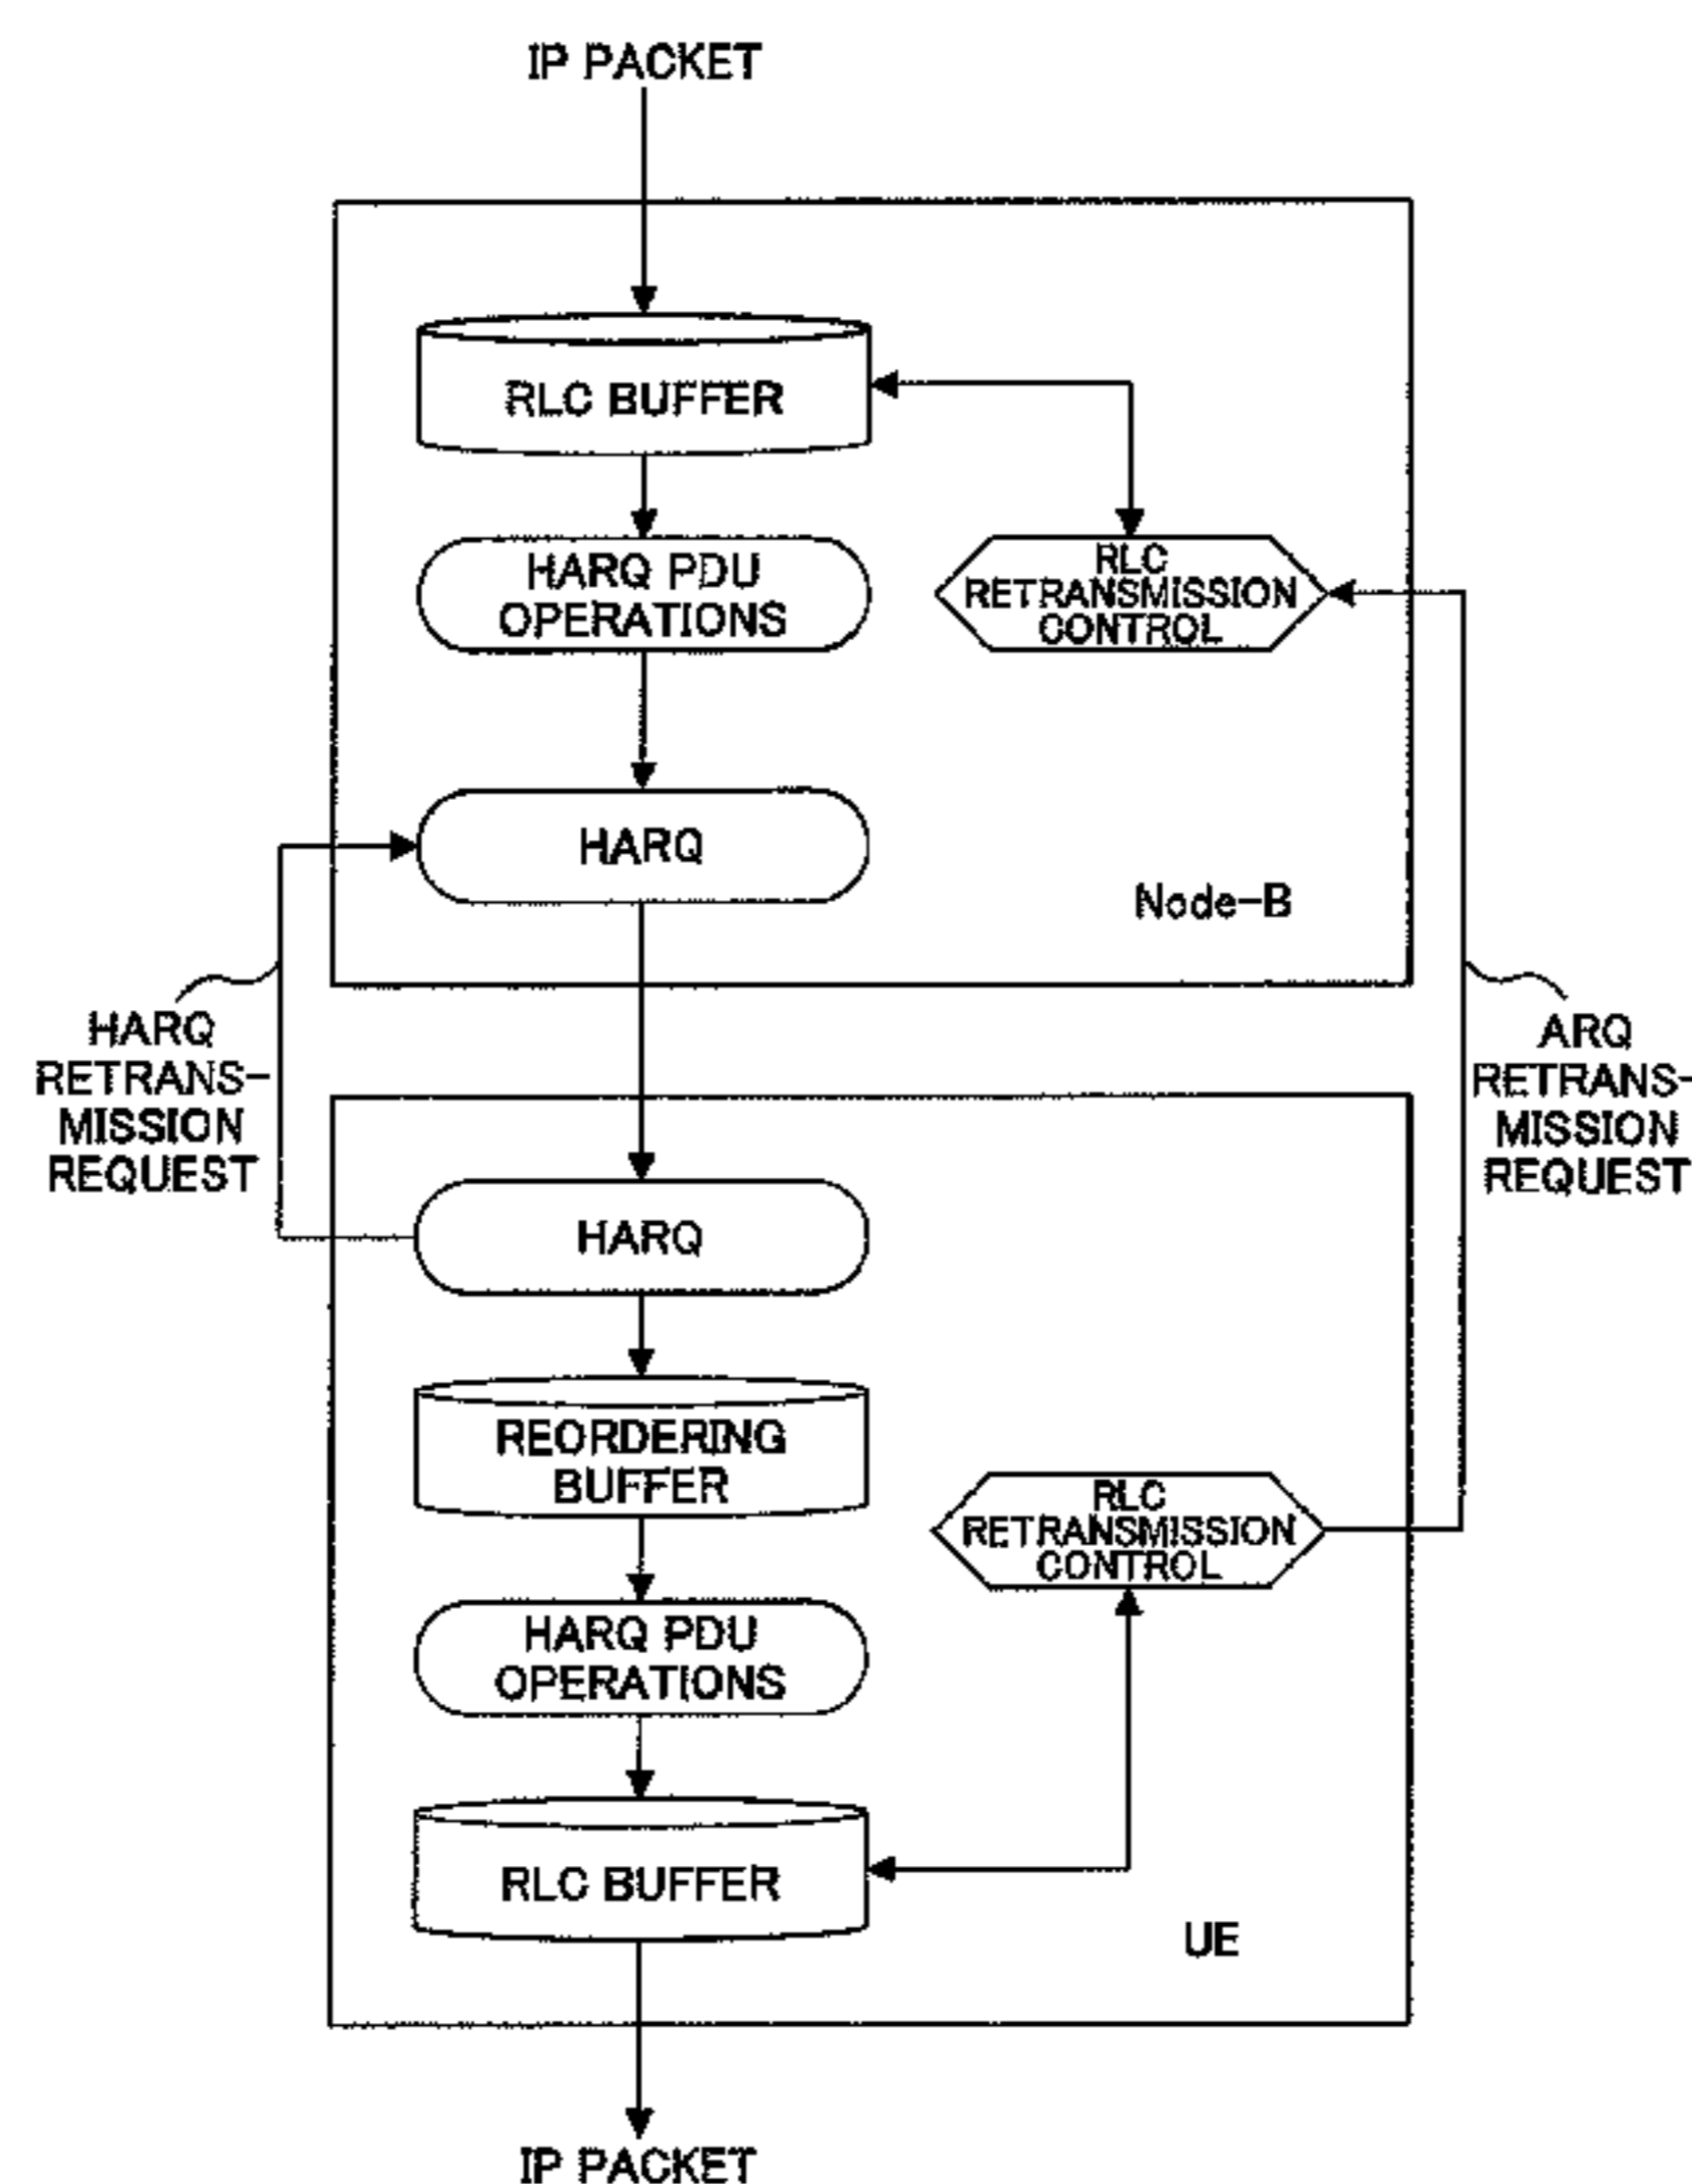 IP PACKET
RLC BUFFER
HARQ PDU
OPERATIONS
RLC
RETRANSMISSION
CONTROL
HARQ
Node-B
HARQ
RETRANS-
MISSION
REQUEST
ARQ
RETRANS-
MISSION
REQUEST
HARQ
REORDERING
BUFFER
RLC
RETRANSMISSION
CONTROL
HARQ PDU
OPERATIONS
RLC BUFFER
UE
IP PACKET